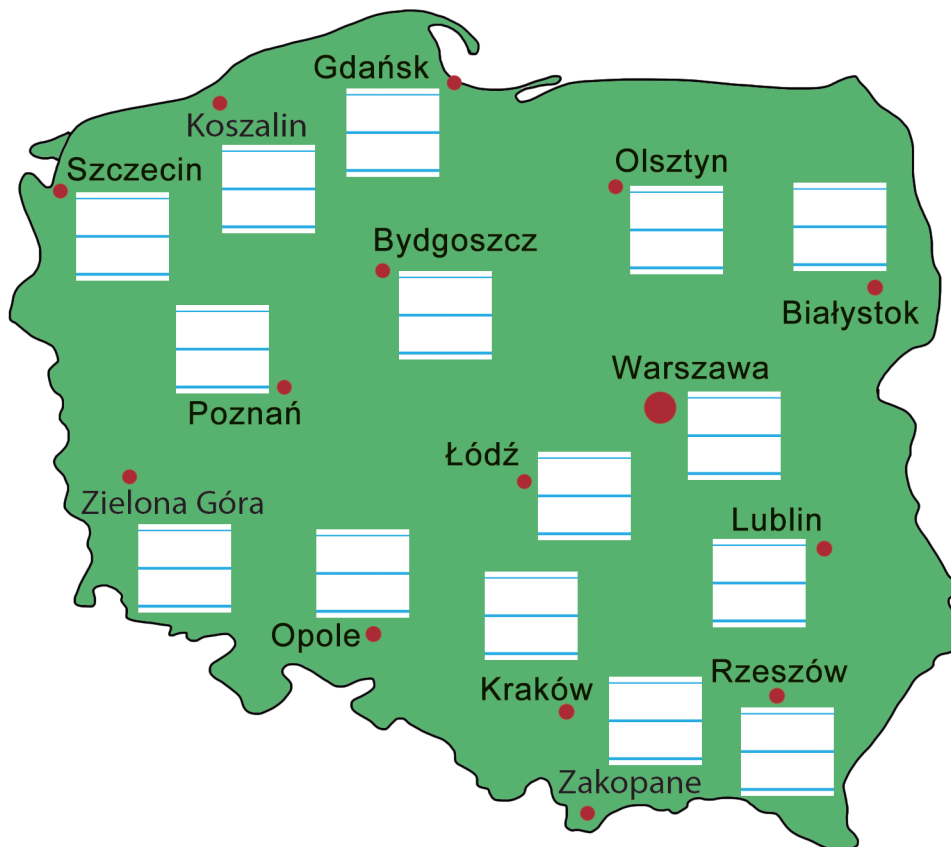 Gdańsk
Koszalin
Szczecin
Olsztyn
Bydgoszcz
Białystok
Warszawa
Poznań
Łódź
Zielona Góra
Lublin
Opole
Kraków
Rzeszów
Zakopane